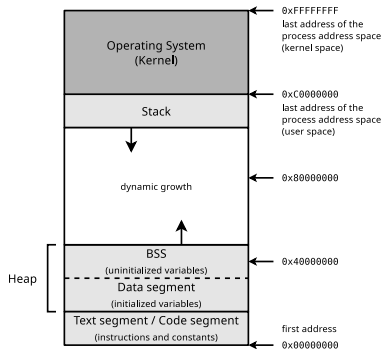 0xFFFFFFFF
last address of the
process address space
(kernel space)
Operating System
(Kernel)
0xC0000000
last address of the
process address space
(user space)
Stack
dynamic growth
0x80000000
BSS
(uninitialized variables)
0x40000000
Heap
Data segment
(initialized variables)
Text segment / Code segment
(instructions and constants)
first address
0x00000000